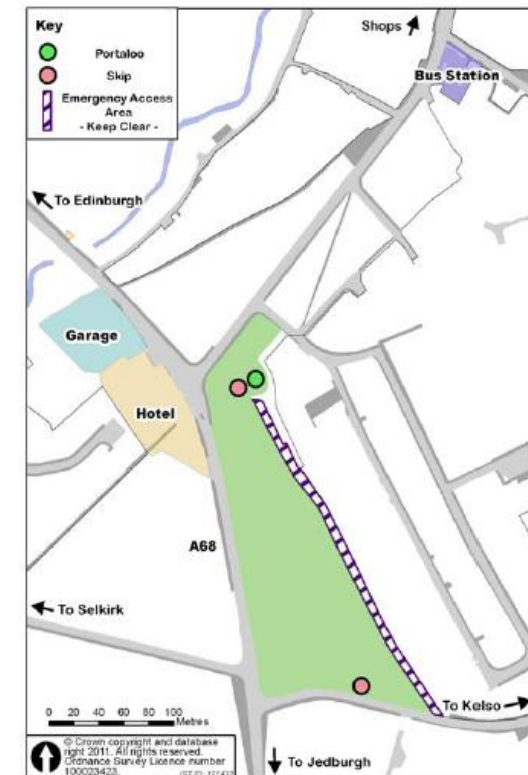 Key
Portaloo
Skip
Emergency Access
Area
- Keep Clear -
Shops
Bus Station
To Edinburgh
Garage
Hotel
A68
To Selkirk
To Kelso
0 20 40 60 80 100
Metres
© Crown copyright and database
right 2011. All rights reserved.
Ordnance Survey Licence number
100023423.
To Jedburgh